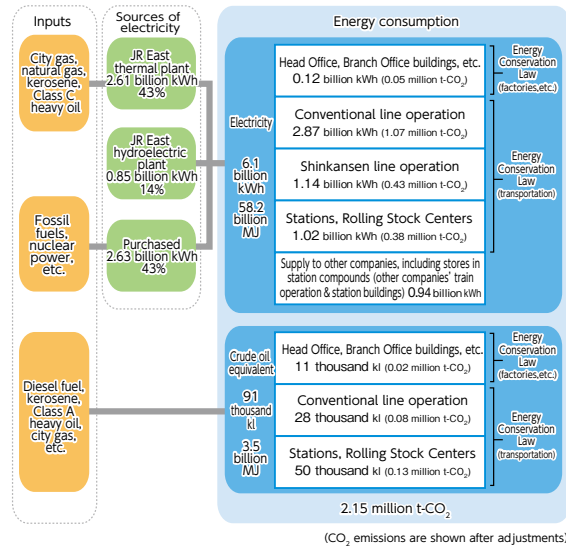 Inputs
Sources of
electricity
Energy consumption
City gas,
natural gas,
kerosene,
Class C
heavy oil
JR East
thermal plant
2.61 billion kWh
43%
JR East
hydroelectric
plant
0.85 billion kWh
14%
Fossil
fuels,
nuclear
power,
etc.
Purchased
2.63 billion kWh
43%
Electricity
6.1
billion
kWh
58.2
billion
MJ
Head Office, Branch Office buildings, etc.
0.12 billion kWh (0.05 million t-CO₂)
Conventional line operation
2.87 billion kWh (1.07 million t-CO₂)
Shinkansen line operation
1.14 billion kWh (0.43 million t-CO₂)
Stations, Rolling Stock Centers
1.02 billion kWh (0.38 million t-CO₂)
Supply to other companies, including stores in
station compounds (other companies' train
operation & station buildings) 0.94 billion kWh
Energy
Conservation
Law
(factories,etc.)
Energy
Conservation
Law
(transportation)
Diesel fuel,
kerosene,
Class A
heavy oil,
city gas,
etc.
Crude oil
equivalent
91
thousand
kl
3.5
billion
MJ
Head Office, Branch Office buildings, etc.
11 thousand kl (0.02 million t-CO₂)
Conventional line operation
28 thousand kl (0.08 million t-CO₂)
Stations, Rolling Stock Centers
50 thousand kl (0.13 million t-CO₂)
Energy
Conservation
Law
(factories,etc.)
Energy
Conservation
Law
(transportation)
2.15 million t-CO₂
(CO₂ emissions are shown after adjustments)